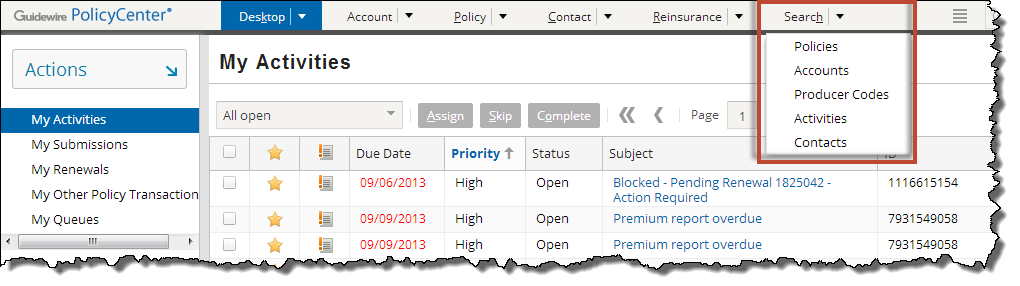 Guidewire PolicyCenter®
Desktop Account Policy Contact Reinsurance Search
Policies
Accounts
Producer Codes
Activities
Contacts
Actions
My Activities
My Submissions
My Renewals
My Other Policy Transaction
My Queues
My Activities
All open Assign Skip Complete Page 1
Due Date Priority Status Subject
09/06/2013 High Open Blocked - Pending Renewal 1825042 - 1116615154
Action Required
09/09/2013 High Open Premium report overdue 7931549058
09/09/2013 High Open Premium report overdue 7931549058